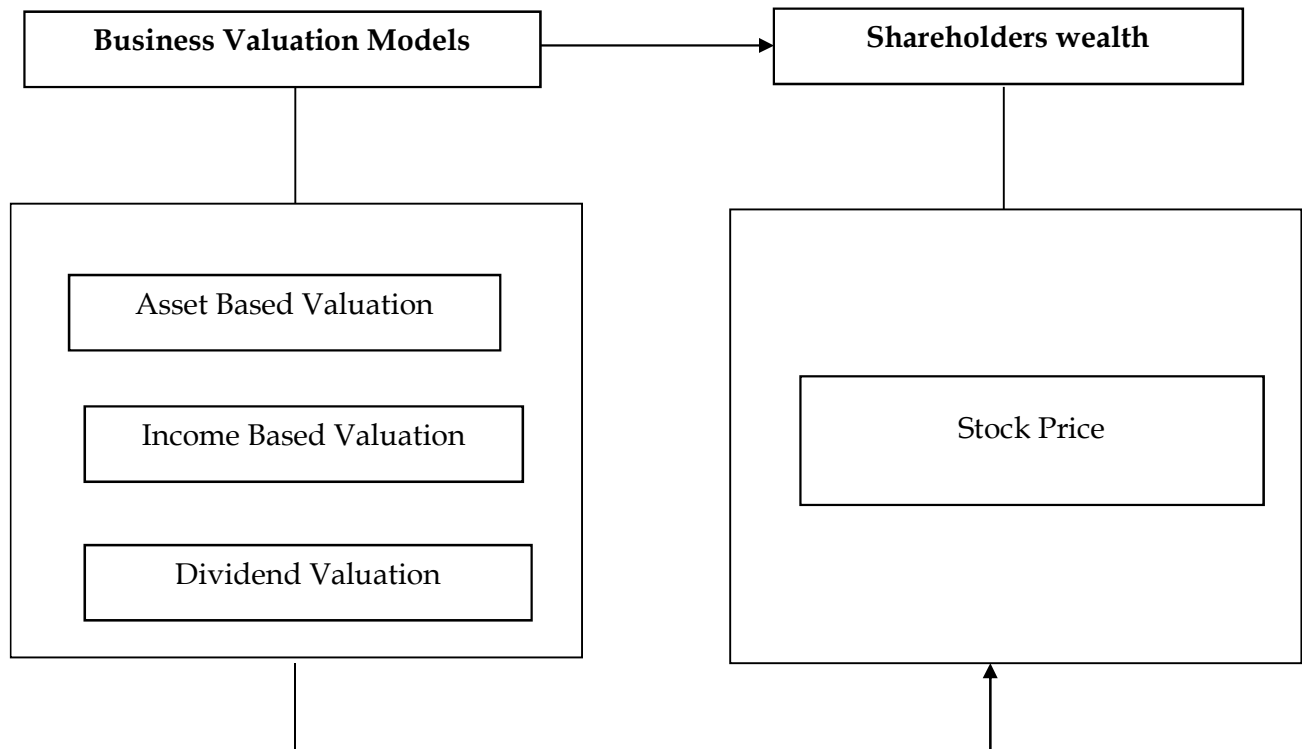 Business Valuation Models
Shareholders wealth
Asset Based Valuation
Income Based Valuation
Dividend Valuation
Stock Price